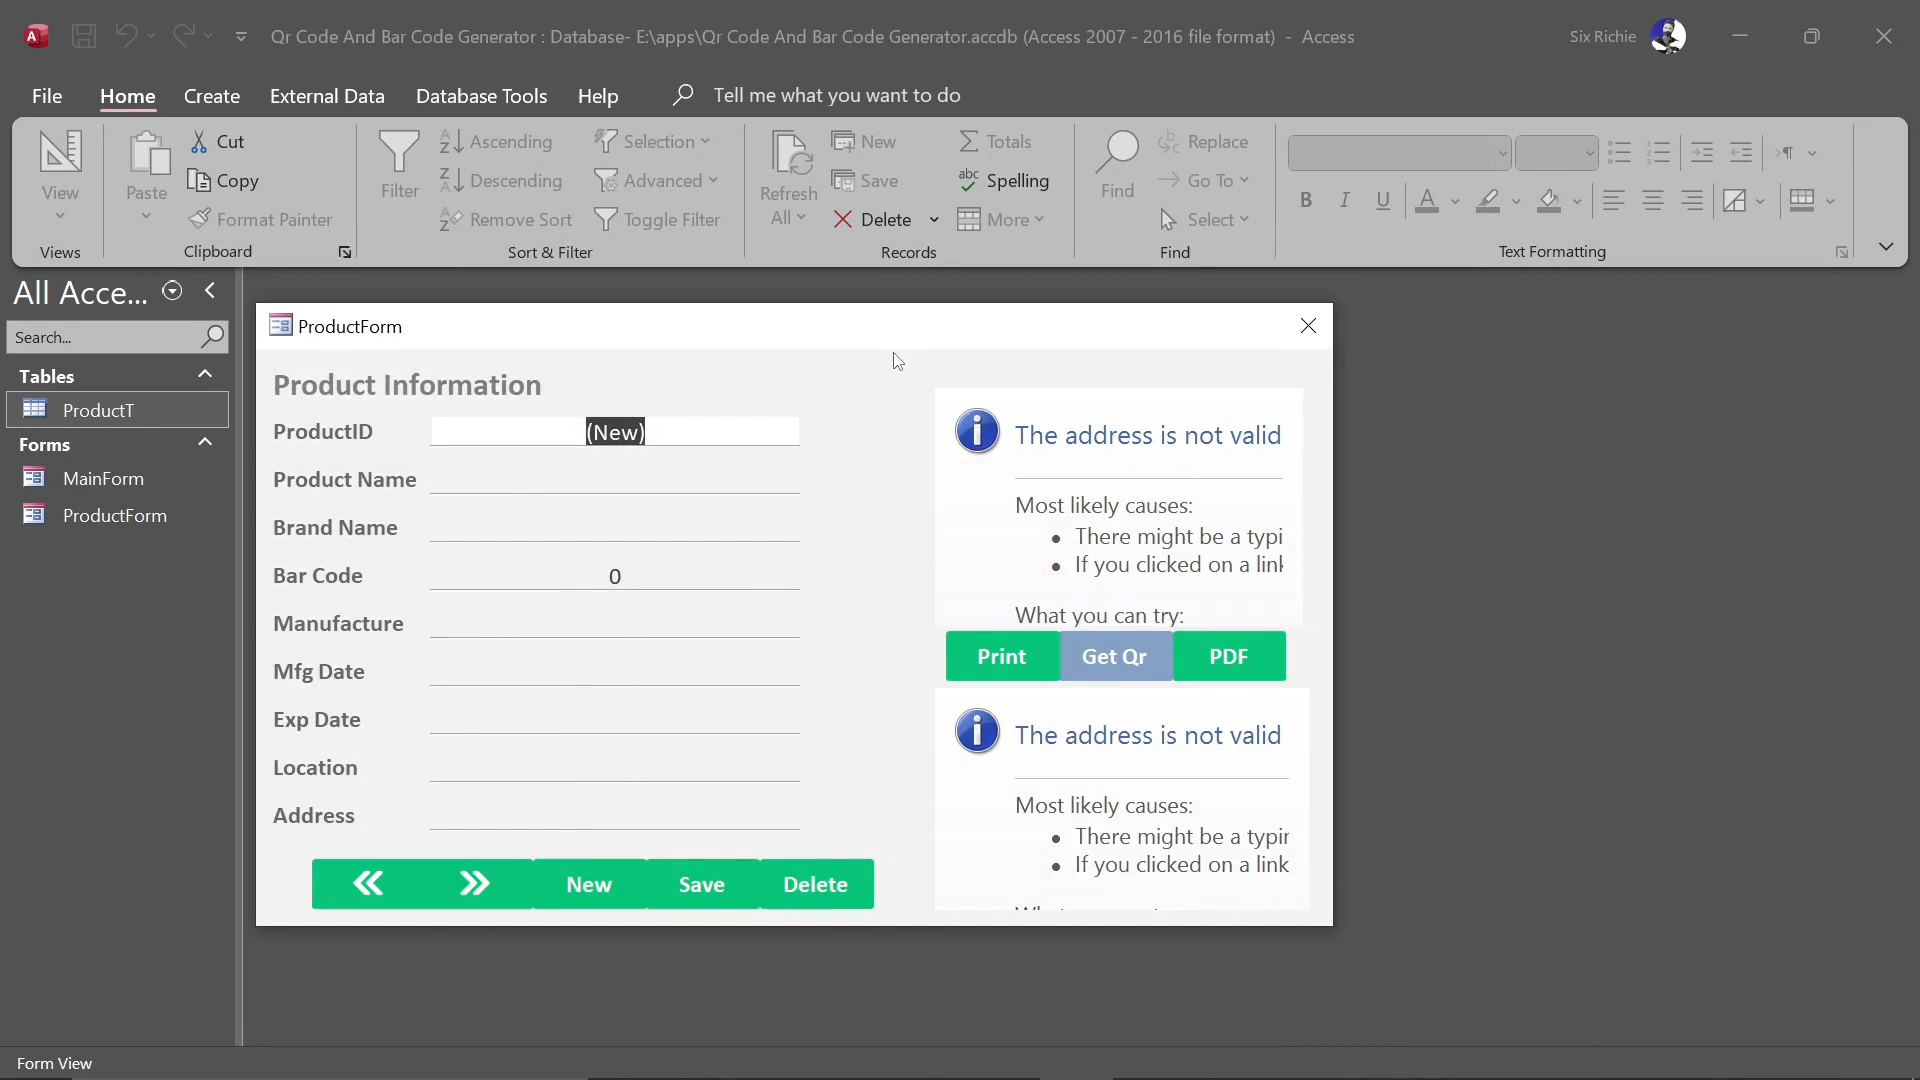 Qr Code And Bar Code Generator : Database- E:\apps\Qr Code And Bar Code Generator.accdb (Access 2007 - 2016 file format) - Access
Six Richie
File Home Create External Data Database Tools Help Tell me what you want to do
View
Views
Paste
Cut
Copy
Format Painter
Clipboard
Filter
Ascending
Descending
Remove Sort
Selection
Advanced
Toggle Filter
Sort & Filter
Refresh
All
New
Save
Delete
Totals
Spelling
More
Records
Find
Replace
Go To
Select
Find
B I U A
Text Formatting
All Acce...
Search...
Tables
ProductT
Forms
MainForm
ProductForm
ProductForm
Product Information
ProductID (New)
Product Name
Brand Name
Bar Code 0
Manufacture
Mfg Date
Exp Date
Location
Address
New Save Delete
The address is not valid
Most likely causes:
There might be a typi
If you clicked on a link
What you can try:
Print Get Qr PDF
The address is not valid
Most likely causes:
There might be a typin
If you clicked on a link
Form View